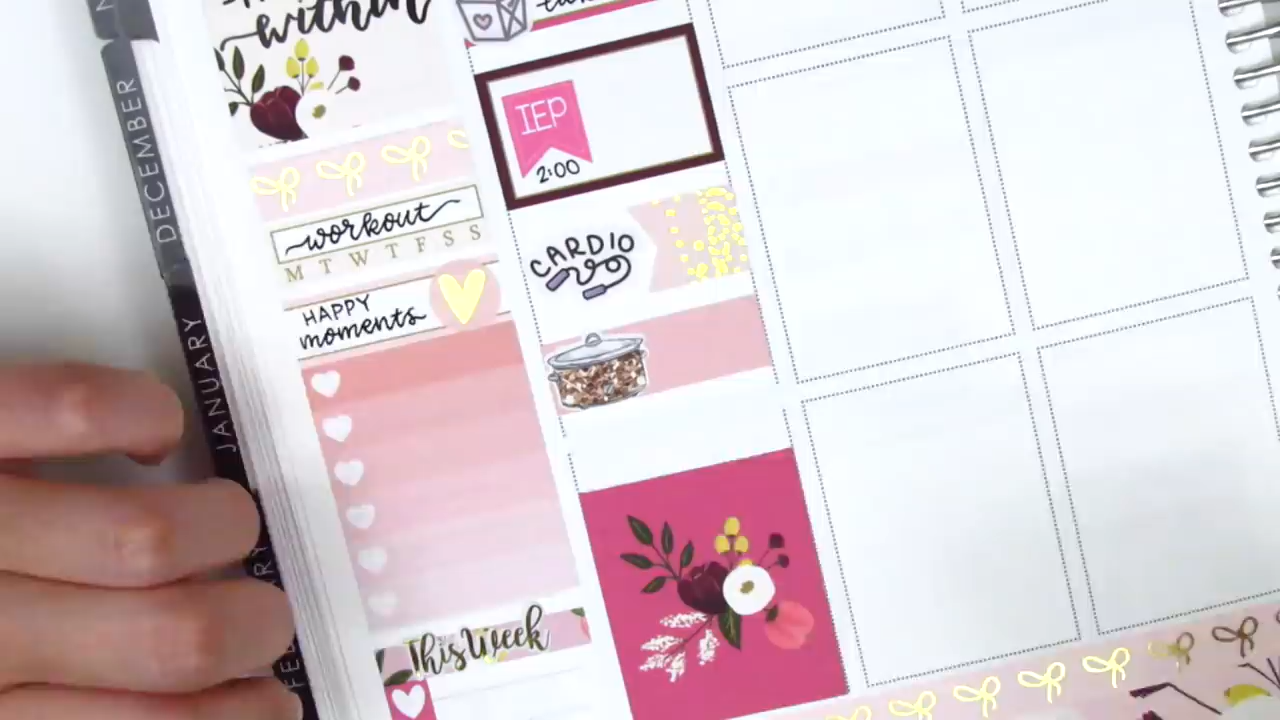 within
workout
M T W T F S S
HAPPY
moments
This Week
IEP
2:00
CARDIO
DECEMBER
JANUARY